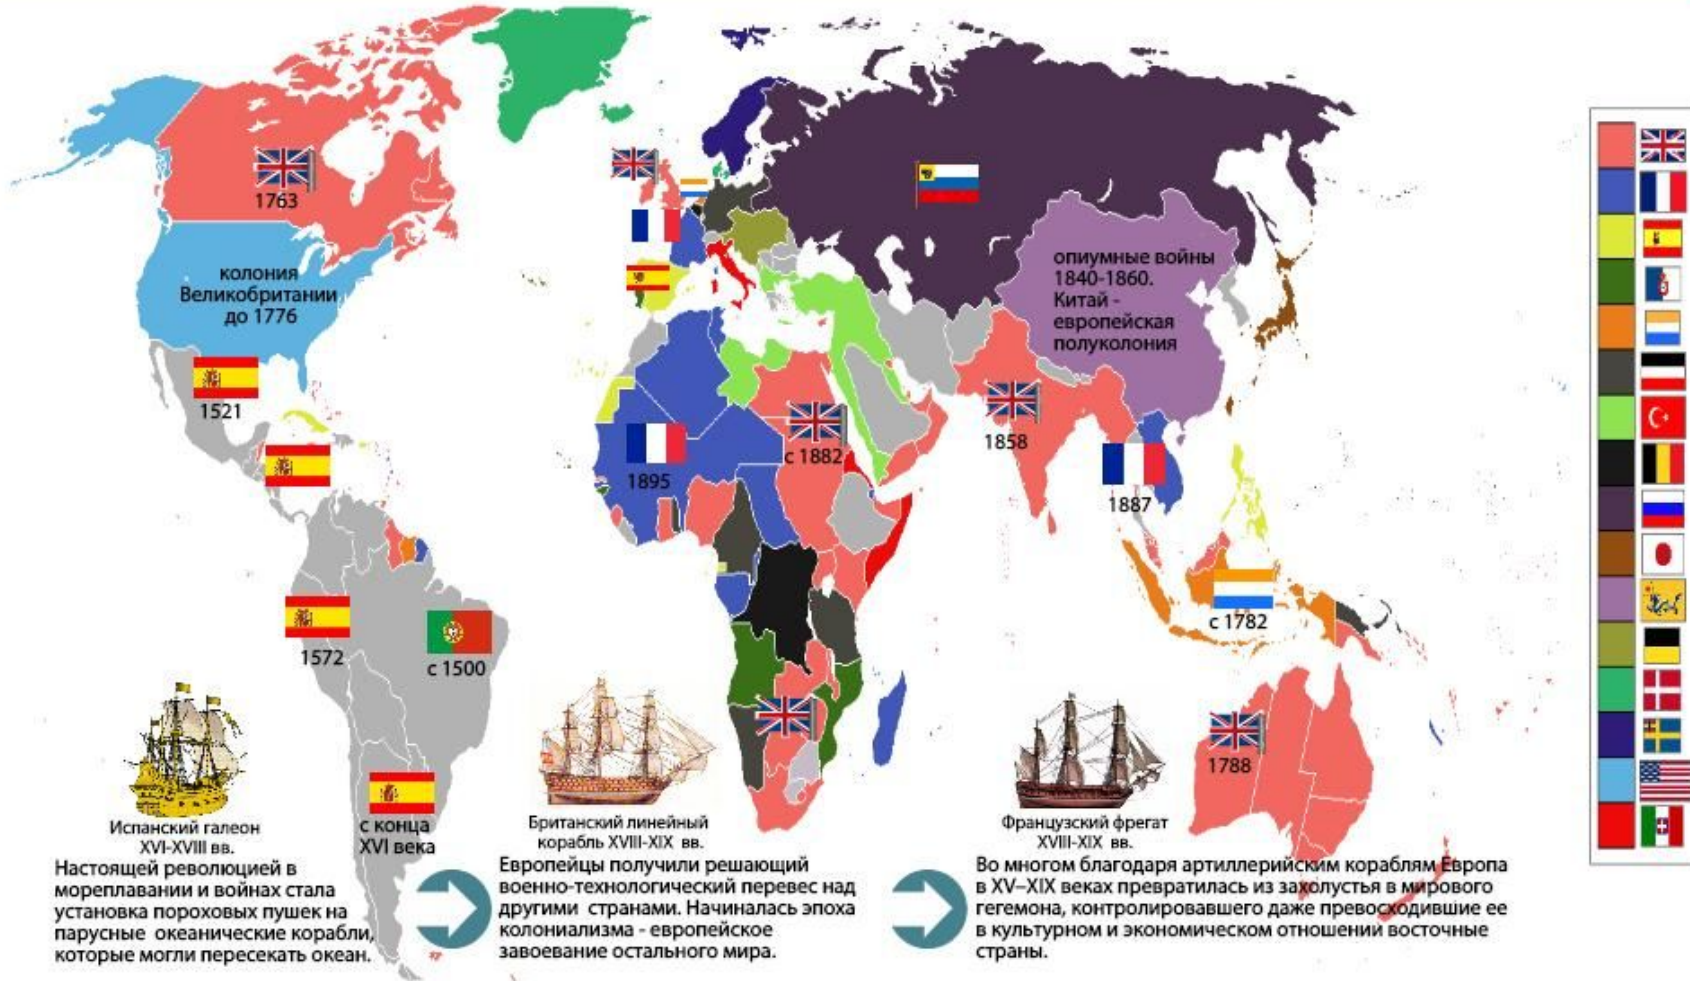 1763
колония
Великобритании
до 1776
опиумные войны
1840-1860.
Китай -
европейская
полуколония
1521
1895
с 1882
1858
1887
1572
с 1500
с 1782
1788
с конца
XVI века
Испанский галеон
XVI-XVIII вв.
Настоящей революцией в
мореплавании и войнах стала
установка пороховых пушек на
парусные океанические корабли,
которые могли пересекать океан.
Британский линейный
корабль XVIII-XIX вв.
Европейцы получили решающий
военно-технологический перевес над
другими странами. Начиналась эпоха
колониализма - европейское
завоевание остального мира.
Французский фрегат
XVIII-XIX вв.
Во многом благодаря артиллерийским кораблям Европа
в XV–XIX веках превратилась из захолустья в мирового
гегемона, контролировавшего даже превосходившие ее
в культурном и экономическом отношений восточные
страны.